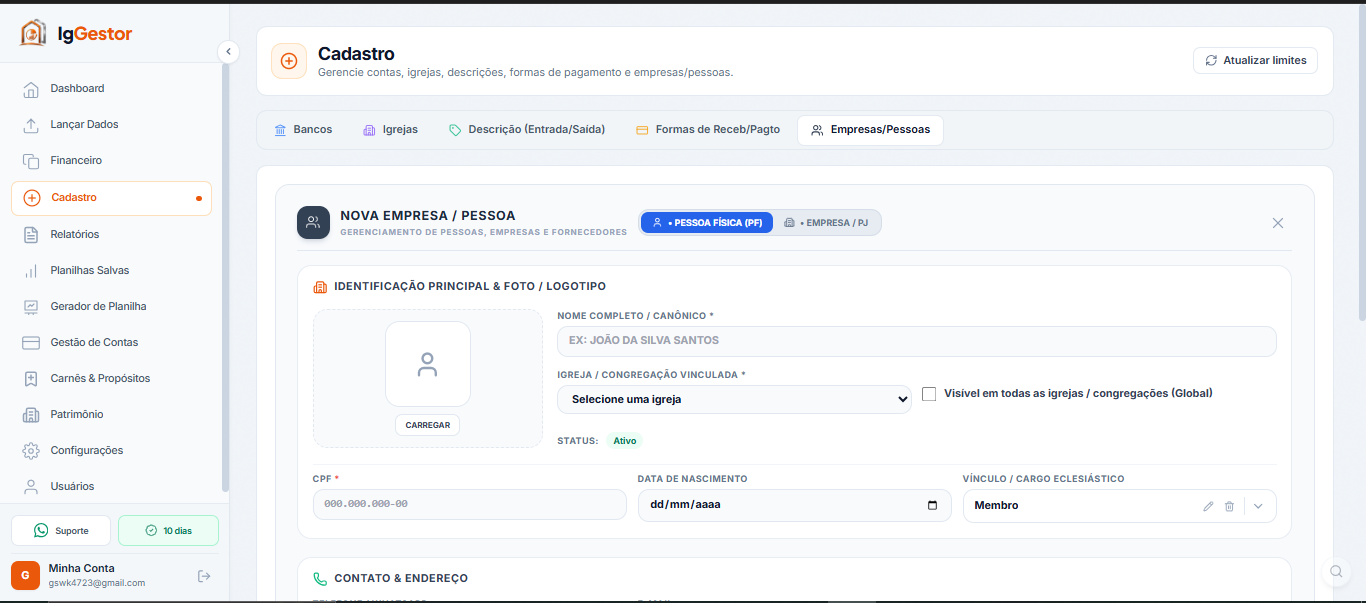 IgGestor
Dashboard
Lançar Dados
Financeiro
Cadastro
Relatórios
Planilhas Salvas
Gerador de Planilha
Gestão de Contas
Carnês & Propósitos
Patrimônio
Configurações
Usuários
Suporte
10 dias
G
Minha Conta
gswk4723@gmail.com
Cadastro
Gerencie contas, igrejas, descrições, formas de pagamento e empresas/pessoas.
Atualizar limites
Bancos
Igrejas
Descrição (Entrada/Saída)
Formas de Receb/Pagto
Empresas/Pessoas
NOVA EMPRESA / PESSOA
GERENCIAMENTO DE PESSOAS, EMPRESAS E FORNECEDORES
• PESSOA FÍSICA (PF)
• EMPRESA / PJ
IDENTIFICAÇÃO PRINCIPAL & FOTO / LOGOTIPO
CARREGAR
NOME COMPLETO / CANÔNICO *
EX: JOÃO DA SILVA SANTOS
IGREJA / CONGREGAÇÃO VINCULADA *
Selecione uma igreja
Visível em todas as igrejas / congregações (Global)
STATUS: Ativo
CPF *
000.000.000-00
DATA DE NASCIMENTO
dd/mm/aaaa
VÍNCULO / CARGO ECLESIÁSTICO
Membro
CONTATO & ENDEREÇO